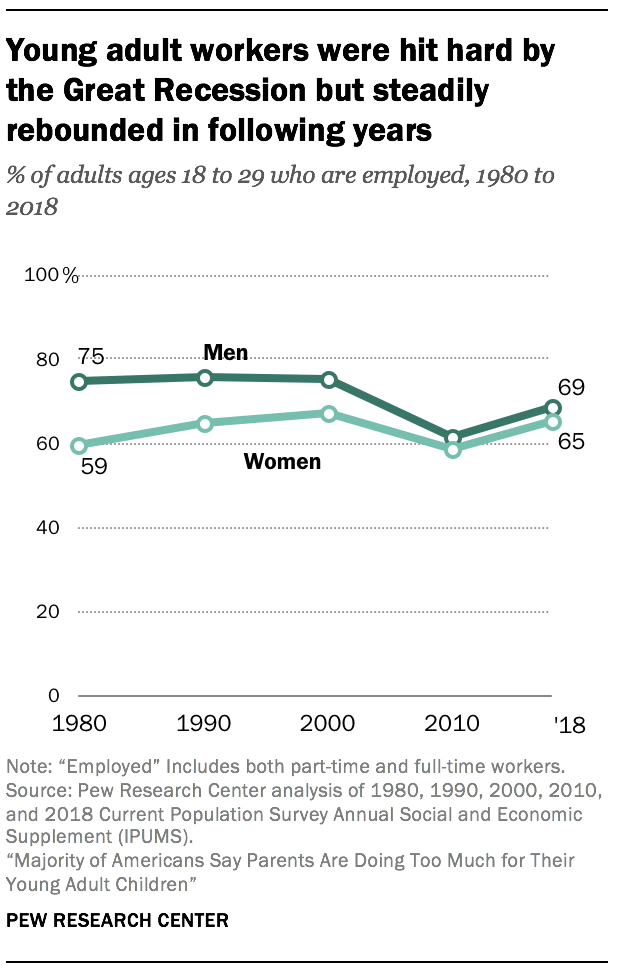 Young adult workers were hit hard by
the Great Recession but steadily
rebounded in following years
% of adults ages 18 to 29 who are employed, 1980 to
2018
100%
80
75
Men
69
60
59
Women
65
40
20
0
1980
1990
2000
2010
'18
Note: “Employed” Includes both part-time and full-time workers.
Source: Pew Research Center analysis of 1980, 1990, 2000, 2010,
and 2018 Current Population Survey Annual Social and Economic
Supplement (IPUMS).
“Majority of Americans Say Parents Are Doing Too Much for Their
Young Adult Children”
PEW RESEARCH CENTER